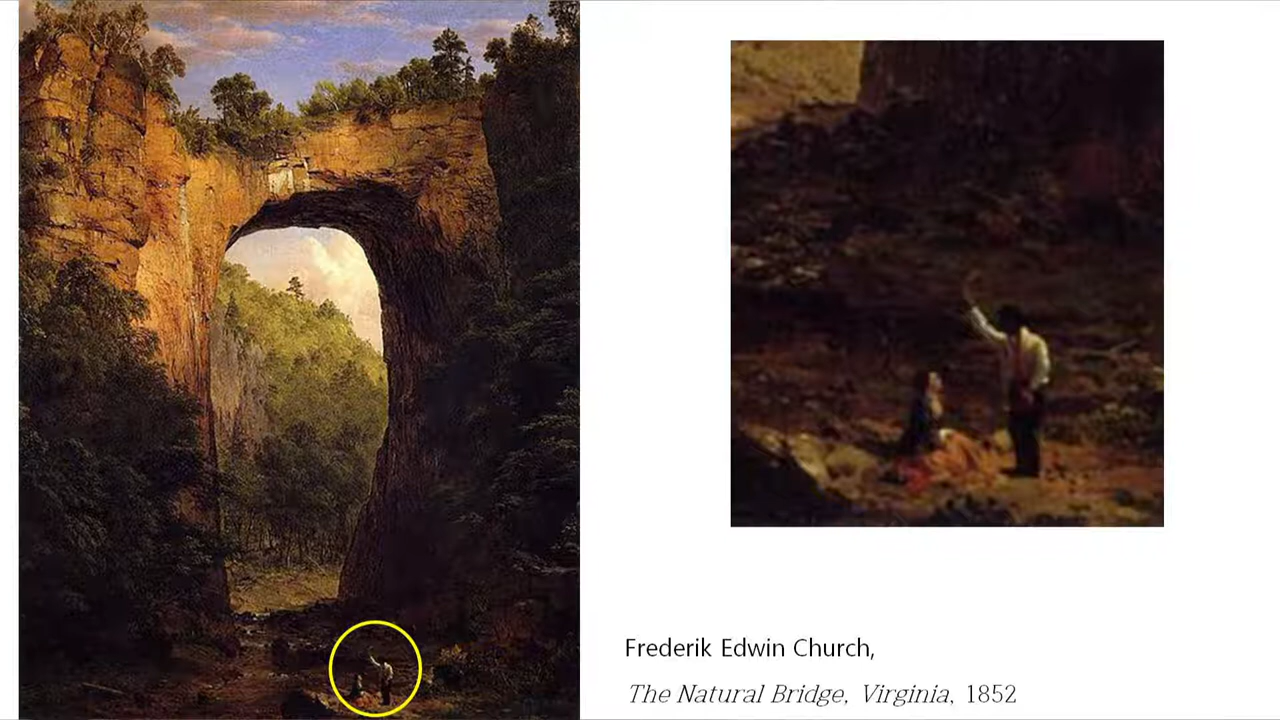 Frederik Edwin Church,
The Natural Bridge, Virginia, 1852